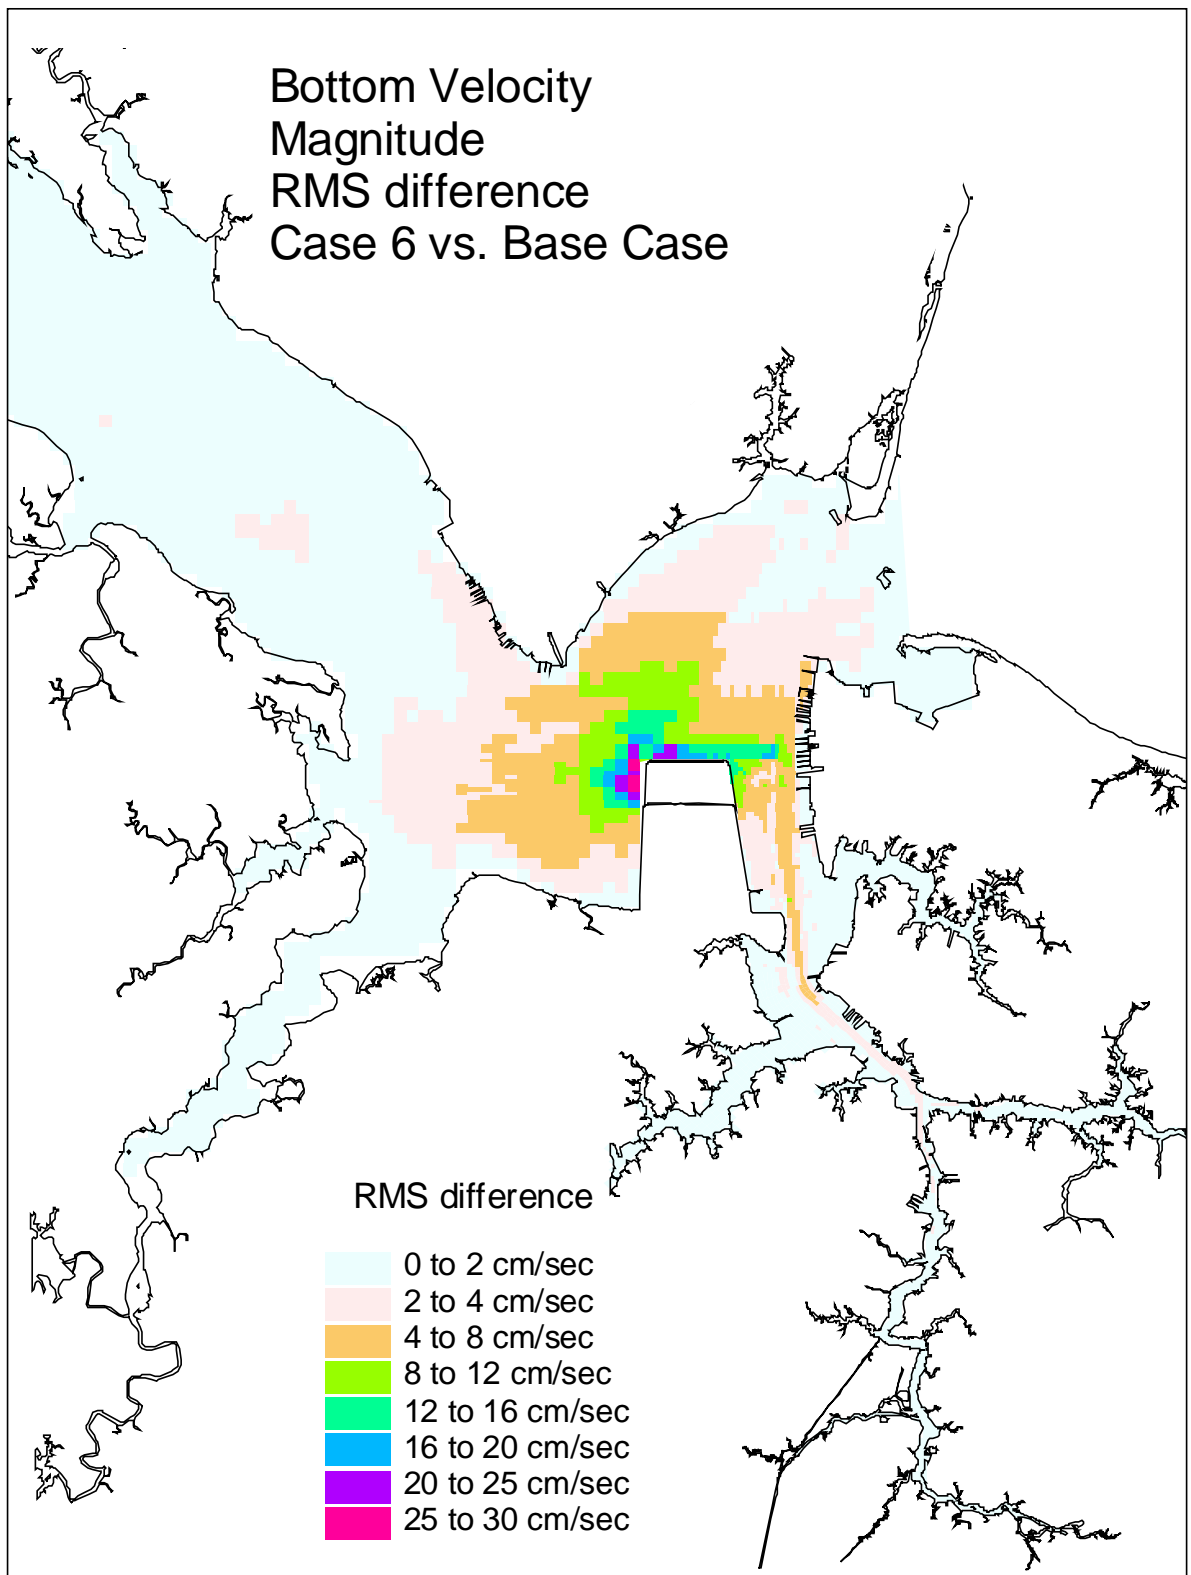 Bottom Velocity
Magnitude
RMS difference
Case 6 vs. Base Case
RMS difference
0 to 2 cm/sec
2 to 4 cm/sec
4 to 8 cm/sec
8 to 12 cm/sec
12 to 16 cm/sec
16 to 20 cm/sec
20 to 25 cm/sec
25 to 30 cm/sec